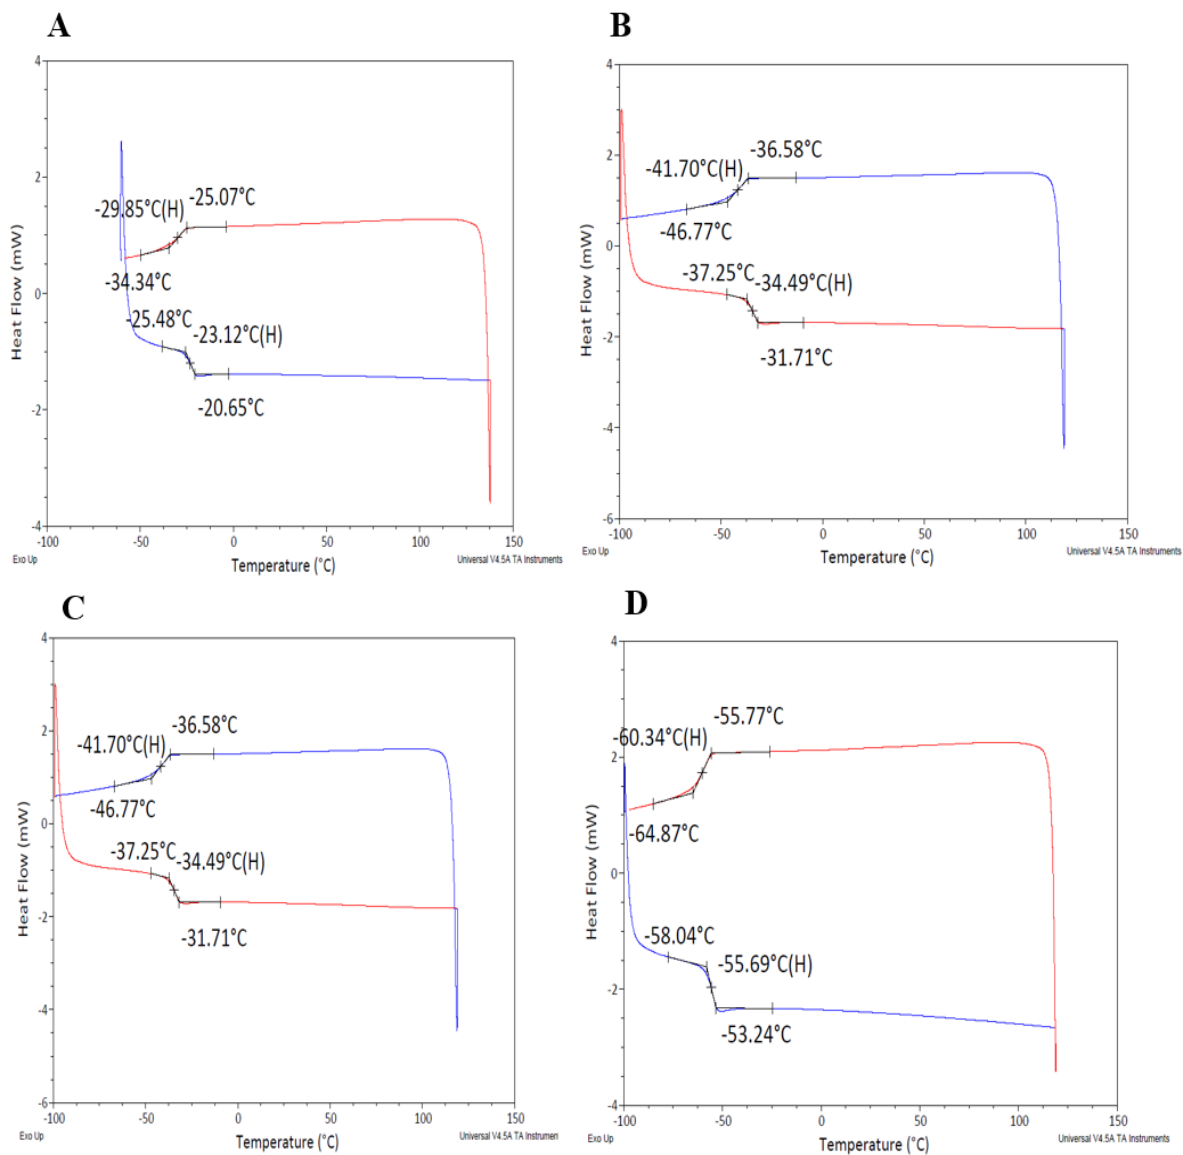 A
4
2
0
-2
-4
Heat Flow (mW)
-29.85°C(H)
-25.07°C
-34.34°C
-25.48°C
-23.12°C(H)
-20.65°C
-100
-50
0
50
100
150
Exo Up
Temperature (°C)
Universal V4.5A TA Instruments
B
4
2
0
-2
-4
-6
Heat Flow (mW)
-36.58°C
-41.70°C(H)
-46.77°C
-37.25°C
-34.49°C(H)
-31.71°C
-100
-50
0
50
100
150
Exo Up
Temperature (°C)
Universal V4.5A TA Instruments
C
4
2
0
-2
-4
-6
Heat Flow (mW)
-36.58°C
-41.70°C(H)
-46.77°C
-37.25°C
-34.49°C(H)
-31.71°C
-100
-50
0
50
100
150
Exo Up
Temperature (°C)
Universal V4.5A TA Instrumen
D
4
2
0
-2
-4
Heat Flow (mW)
-55.77°C
-60.34°C(H)
-64.87°C
-58.04°C
-55.69°C(H)
-53.24°C
-100
-50
0
50
100
150
Exo Up
Temperature (°C)
Universal V4.5A TA Instruments